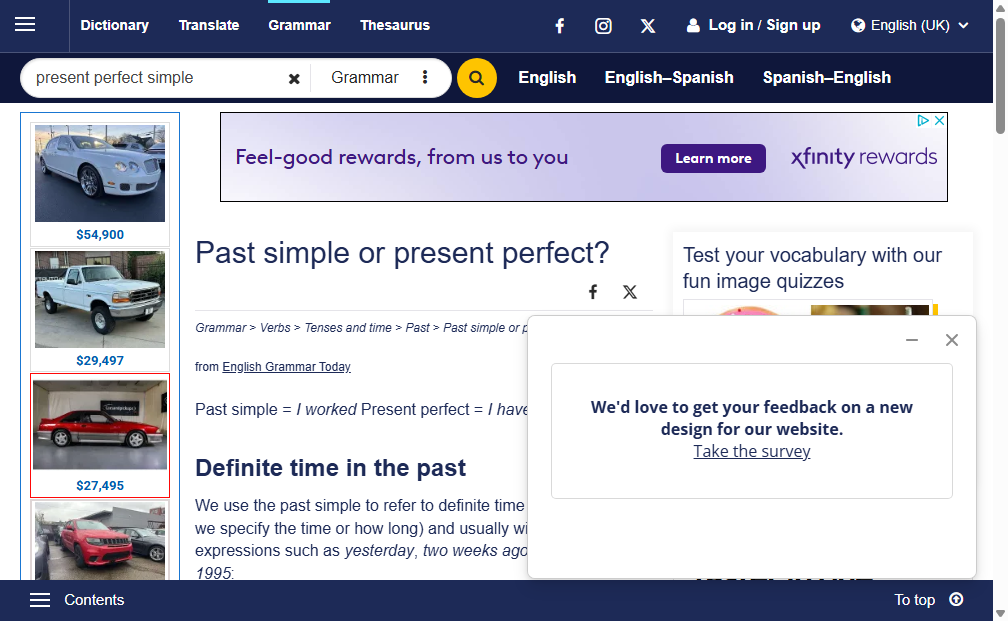 Dictionary Translate Grammar Thesaurus Log in / Sign up English (UK)
present perfect simple Grammar English English–Spanish Spanish–English
Feel-good rewards, from us to you Learn more xfinity rewards
$54,900
$29,497
$27,495
Past simple or present perfect?
Grammar > Verbs > Tenses and time > Past > Past simple or p
from English Grammar Today
Past simple = I worked Present perfect = I have
Definite time in the past
We use the past simple to refer to definite time
we specify the time or how long) and usually wi
expressions such as yesterday, two weeks ago
1995:
Test your vocabulary with our
fun image quizzes
We'd love to get your feedback on a new
design for our website.
Take the survey
Contents To top